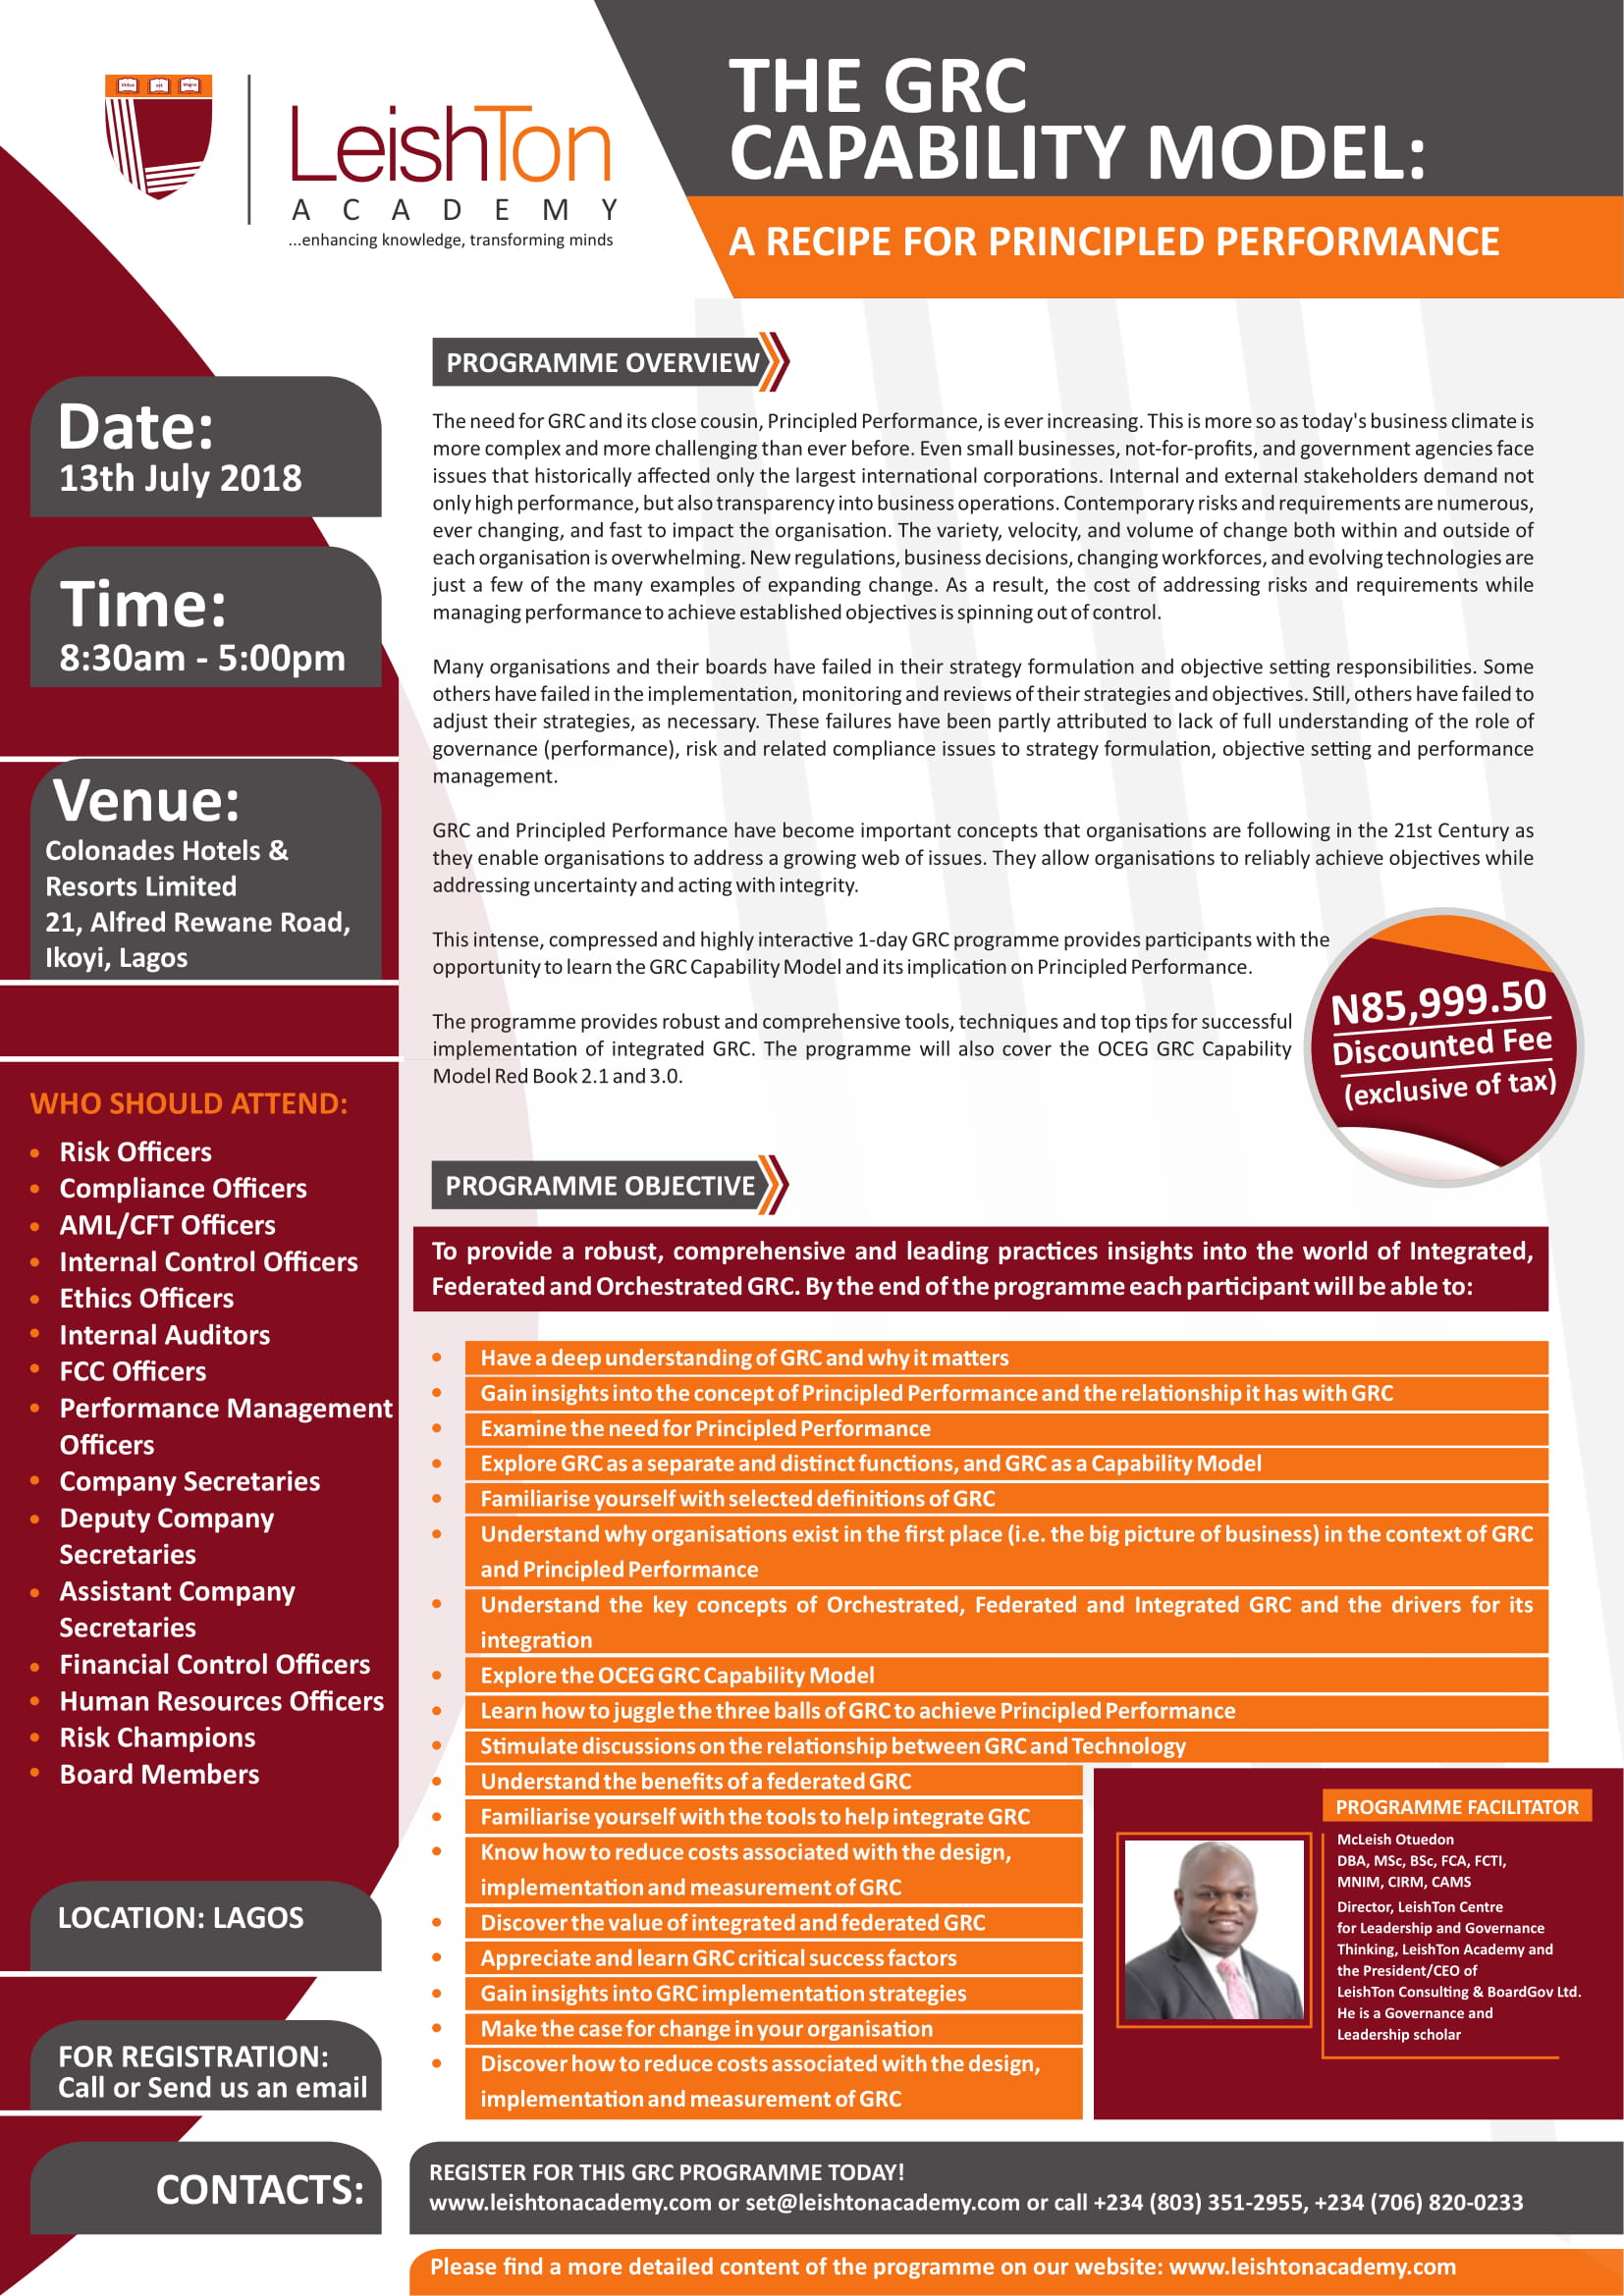 LeishTon
ACADEMY
...enhancing knowledge, transforming minds
THE GRC
CAPABILITY MODEL:
A RECIPE FOR PRINCIPLED PERFORMANCE
Date:
13th July 2018
Time:
8:30am - 5:00pm
Venue:
Colonades Hotels &
Resorts Limited
21, Alfred Rewane Road,
Ikoyi, Lagos
WHO SHOULD ATTEND:
• Risk Officers
• Compliance Officers
• AML/CFT Officers
• Internal Control Officers
• Ethics Officers
• Internal Auditors
• FCC Officers
• Performance Management
Officers
• Company Secretaries
• Deputy Company
Secretaries
• Assistant Company
Secretaries
• Financial Control Officers
• Human Resources Officers
• Risk Champions
• Board Members
LOCATION: LAGOS
FOR REGISTRATION:
Call or Send us an email
PROGRAMME OVERVIEW
The need for GRC and its close cousin, Principled Performance, is ever increasing. This is more so as today's business climate is
more complex and more challenging than ever before. Even small businesses, not-for-profits, and government agencies face
issues that historically affected only the largest international corporations. Internal and external stakeholders demand not
only high performance, but also transparency into business operations. Contemporary risks and requirements are numerous,
ever changing, and fast to impact the organisation. The variety, velocity, and volume of change both within and outside of
each organisation is overwhelming. New regulations, business decisions, changing workforces, and evolving technologies are
just a few of the many examples of expanding change. As a result, the cost of addressing risks and requirements while
managing performance to achieve established objectives is spinning out of control.
Many organisations and their boards have failed in their strategy formulation and objective setting responsibilities. Some
others have failed in the implementation, monitoring and reviews of their strategies and objectives. Still, others have failed to
adjust their strategies, as necessary. These failures have been partly attributed to lack of full understanding of the role of
governance (performance), risk and related compliance issues to strategy formulation, objective setting and performance
management.
GRC and Principled Performance have become important concepts that organisations are following in the 21st Century as
they enable organisations to address a growing web of issues. They allow organisations to reliably achieve objectives while
addressing uncertainty and acting with integrity.
This intense, compressed and highly interactive 1-day GRC programme provides participants with the
opportunity to learn the GRC Capability Model and its implication on Principled Performance.
The programme provides robust and comprehensive tools, techniques and top tips for successful
implementation of integrated GRC. The programme will also cover the OCEG GRC Capability
Model Red Book 2.1 and 3.0.
N85,999.50
Discounted Fee
(exclusive of tax)
PROGRAMME OBJECTIVE
To provide a robust, comprehensive and leading practices insights into the world of Integrated,
Federated and Orchestrated GRC. By the end of the programme each participant will be able to:
• Have a deep understanding of GRC and why it matters
• Gain insights into the concept of Principled Performance and the relationship it has with GRC
• Examine the need for Principled Performance
• Explore GRC as a separate and distinct functions, and GRC as a Capability Model
• Familiarise yourself with selected definitions of GRC
• Understand why organisations exist in the first place (i.e. the big picture of business) in the context of GRC
and Principled Performance
• Understand the key concepts of Orchestrated, Federated and Integrated GRC and the drivers for its
integration
• Explore the OCEG GRC Capability Model
• Learn how to juggle the three balls of GRC to achieve Principled Performance
• Stimulate discussions on the relationship between GRC and Technology
• Understand the benefits of a federated GRC
• Familiarise yourself with the tools to help integrate GRC
• Know how to reduce costs associated with the design,
implementation and measurement of GRC
• Discover the value of integrated and federated GRC
• Appreciate and learn GRC critical success factors
• Gain insights into GRC implementation strategies
• Make the case for change in your organisation
• Discover how to reduce costs associated with the design,
implementation and measurement of GRC
PROGRAMME FACILITATOR
McLeish Otuedon
DBA, MSc, BSc, FCA, FCTI,
MNIM, CIRM, CAMS
Director, LeishTon Centre
for Leadership and Governance
Thinking, LeishTon Academy and
the President/CEO of
LeishTon Consulting & BoardGov Ltd.
He is a Governance and
Leadership scholar
CONTACTS:
REGISTER FOR THIS GRC PROGRAMME TODAY!
www.leishtonacademy.com or set@leishtonacademy.com or call +234 (803) 351-2955, +234 (706) 820-0233
Please find a more detailed content of the programme on our website: www.leishtonacademy.com